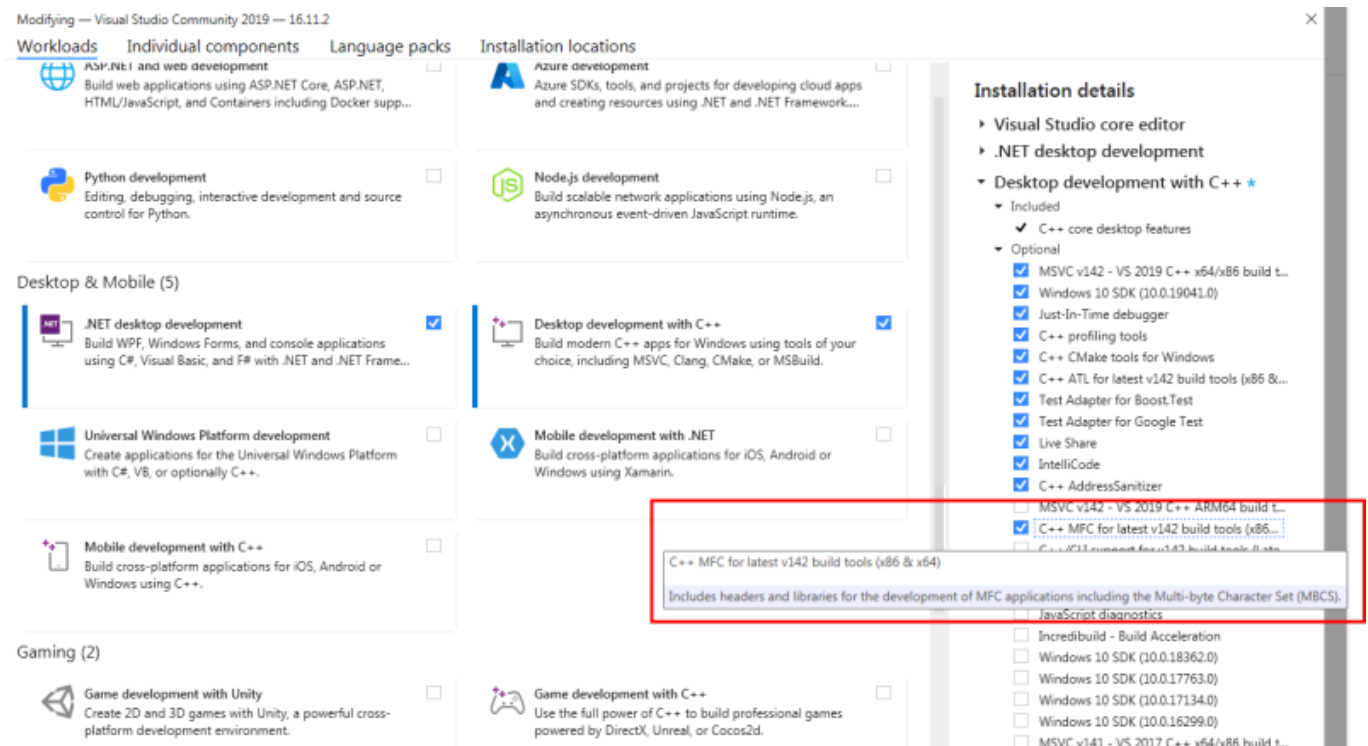 Modifying — Visual Studio Community 2019 — 16.11.2
Workloads Individual components Language packs Installation locations
ASP.NET and web development
Build web applications using ASP.NET Core, ASP.NET,
HTML/JavaScript, and Containers including Docker supp...
Azure development
Azure SDKs, tools, and projects for developing cloud apps
and creating resources using .NET and .NET Framework....
Python development
Editing, debugging, interactive development and source
control for Python.
Node.js development
Build scalable network applications using Node.js, an
asynchronous event-driven JavaScript runtime.
Desktop & Mobile (5)
.NET desktop development
Build WPF, Windows Forms, and console applications
using C#, Visual Basic, and F# with .NET and .NET Frame...
Desktop development with C++
Build modern C++ apps for Windows using tools of your
choice, including MSVC, Clang, CMake, or MSBuild.
Universal Windows Platform development
Create applications for the Universal Windows Platform
with C#, VB, or optionally C++.
Mobile development with .NET
Build cross-platform applications for iOS, Android or
Windows using Xamarin.
Mobile development with C++
Build cross-platform applications for iOS, Android or
Windows using C++.
Gaming (2)
Game development with Unity
Create 2D and 3D games with Unity, a powerful cross-
platform development environment.
Game development with C++
Use the full power of C++ to build professional games
powered by DirectX, Unreal, or Cocos2d.
Installation details
Visual Studio core editor
.NET desktop development
Desktop development with C++
Included
C++ core desktop features
Optional
MSVC v142 - VS 2019 C++ x64/x86 build t...
Windows 10 SDK (10.0.19041.0)
Just-In-Time debugger
C++ profiling tools
C++ CMake tools for Windows
C++ ATL for latest v142 build tools (x86 &...
Test Adapter for Boost.Test
Test Adapter for Google Test
Live Share
IntelliCode
C++ AddressSanitizer
MSVC v142 - VS 2019 C++ ARM64 build t...
C++ MFC for latest v142 build tools (x86...
C++/CLI support for v142 build tools (Late
C++ MFC for latest v142 build tools (x86 & x64)
Includes headers and libraries for the development of MFC applications including the Multi-byte Character Set (MBCS).
JavaScript diagnostics
Incredibuild - Build Acceleration
Windows 10 SDK (10.0.18362.0)
Windows 10 SDK (10.0.17763.0)
Windows 10 SDK (10.0.17134.0)
Windows 10 SDK (10.0.16299.0)
MSVC v141 - VS 2017 C++ x64/x86 build t...